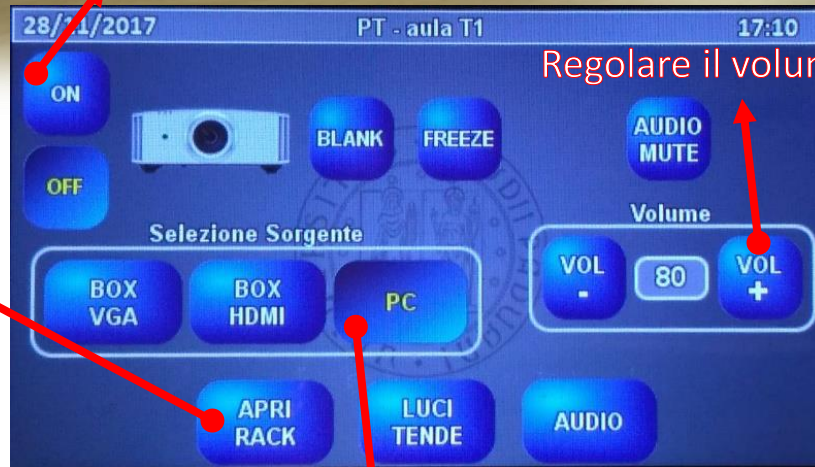 28/11/2017 PT - aula T1 17:10
Regolare il volum
ON
BLANK FREEZE
AUDIO
MUTE
OFF
Selezione Sorgente
Volume
BOX
VGA
BOX
HDMI
PC
VOL
-
80
VOL
+
APRI
RACK
LUCI
TENDE
AUDIO